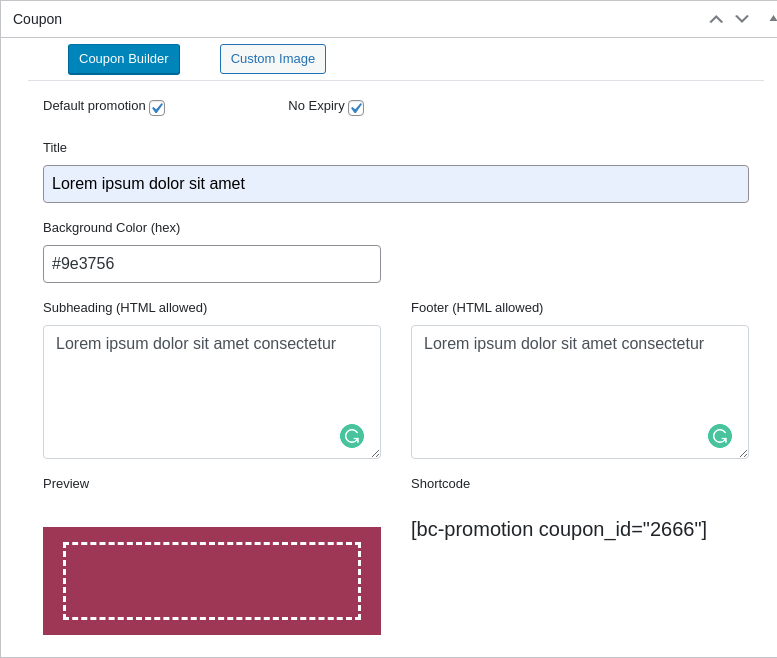 Coupon
Coupon Builder Custom Image
Default promotion No Expiry
Title
Lorem ipsum dolor sit amet
Background Color (hex)
#9e3756
Subheading (HTML allowed) Footer (HTML allowed)
Lorem ipsum dolor sit amet consectetur Lorem ipsum dolor sit amet consectetur
Preview Shortcode
[bc-promotion coupon_id="2666"]